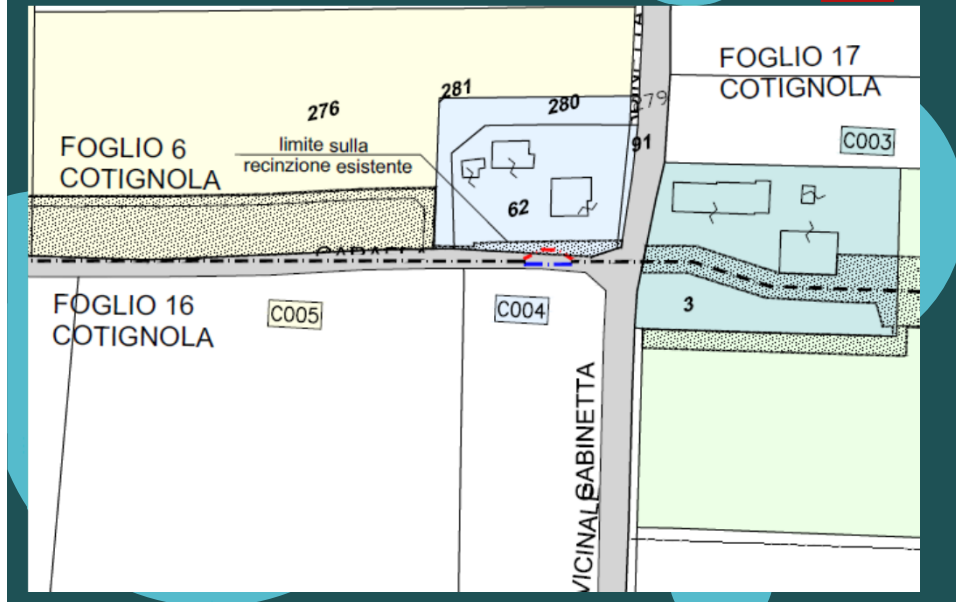 FOGLIO 17
COTIGNOLA
281
280
279
276
limite sulla
recinzione esistente
91
C003
FOGLIO 6
COTIGNOLA
62
FOGLIO 16
COTIGNOLA
C005
C004
3
VICINALE
GABINETTA